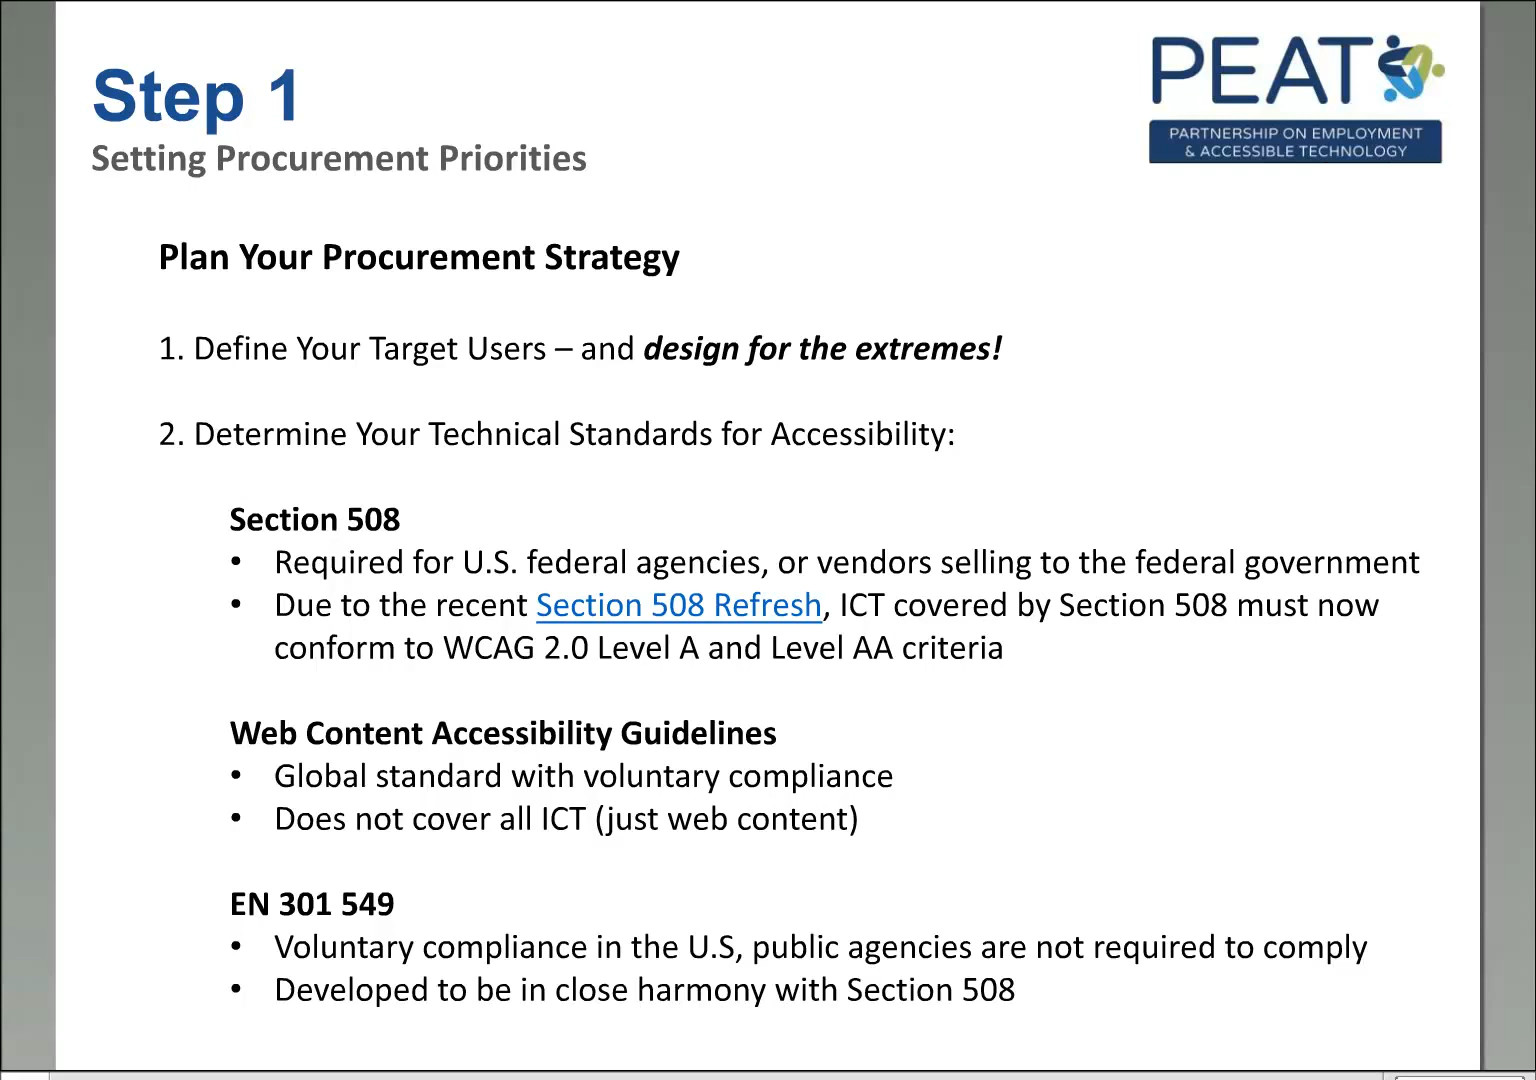 Step 1
Setting Procurement Priorities
PEAT
PARTNERSHIP ON EMPLOYMENT
& ACCESSIBLE TECHNOLOGY
Plan Your Procurement Strategy
1. Define Your Target Users – and design for the extremes!
2. Determine Your Technical Standards for Accessibility:
Section 508
• Required for U.S. federal agencies, or vendors selling to the federal government
• Due to the recent Section 508 Refresh, ICT covered by Section 508 must now
conform to WCAG 2.0 Level A and Level AA criteria
Web Content Accessibility Guidelines
• Global standard with voluntary compliance
• Does not cover all ICT (just web content)
EN 301 549
• Voluntary compliance in the U.S, public agencies are not required to comply
• Developed to be in close harmony with Section 508